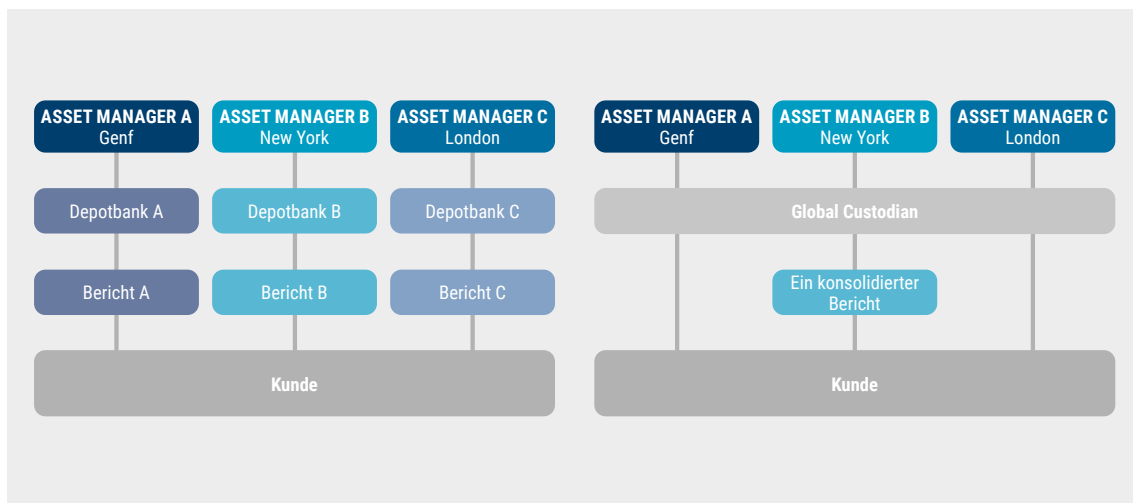 ASSET MANAGER A
Genf
ASSET MANAGER B
New York
ASSET MANAGER C
London
Depotbank A
Depotbank B
Depotbank C
Bericht A
Bericht B
Bericht C
Kunde
ASSET MANAGER A
Genf
ASSET MANAGER B
New York
ASSET MANAGER C
London
Global Custodian
Ein konsolidierter
Bericht
Kunde